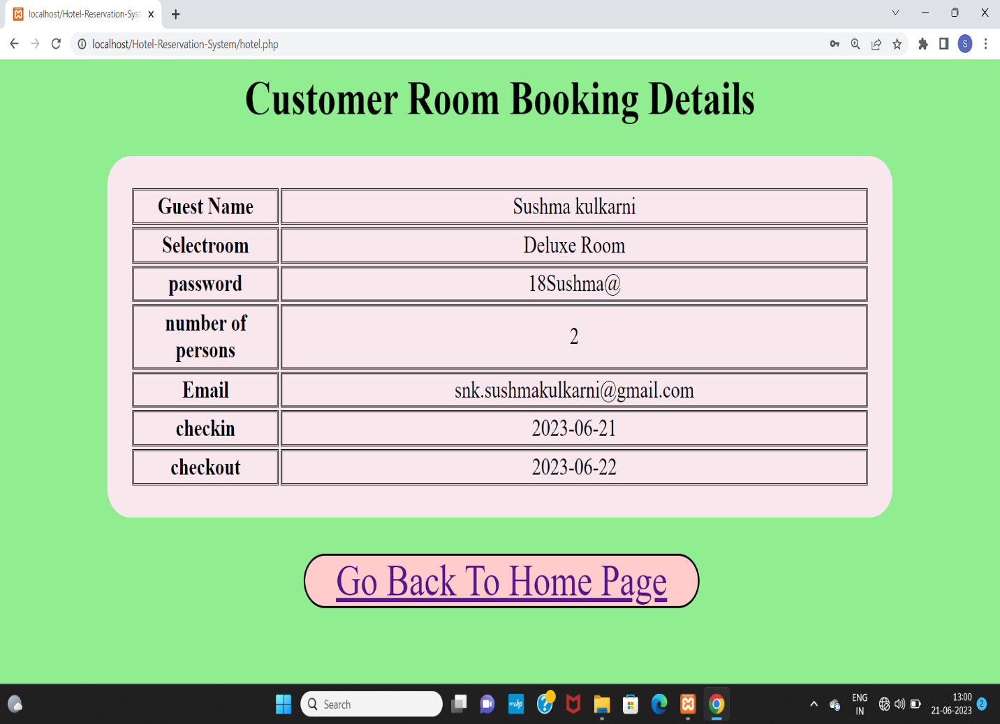 localhost/Hotel-Reservation-Syst
localhost/Hotel-Reservation-System/hotel.php
S
Customer Room Booking Details
Guest Name Sushma kulkarni
Selectroom Deluxe Room
password 18Sushma@
number of
persons 2
Email snk.sushmakulkarni@gmail.com
checkin 2023-06-21
checkout 2023-06-22
Go Back To Home Page
Search
myhp
ENG
IN
13:00
21-06-2023
2